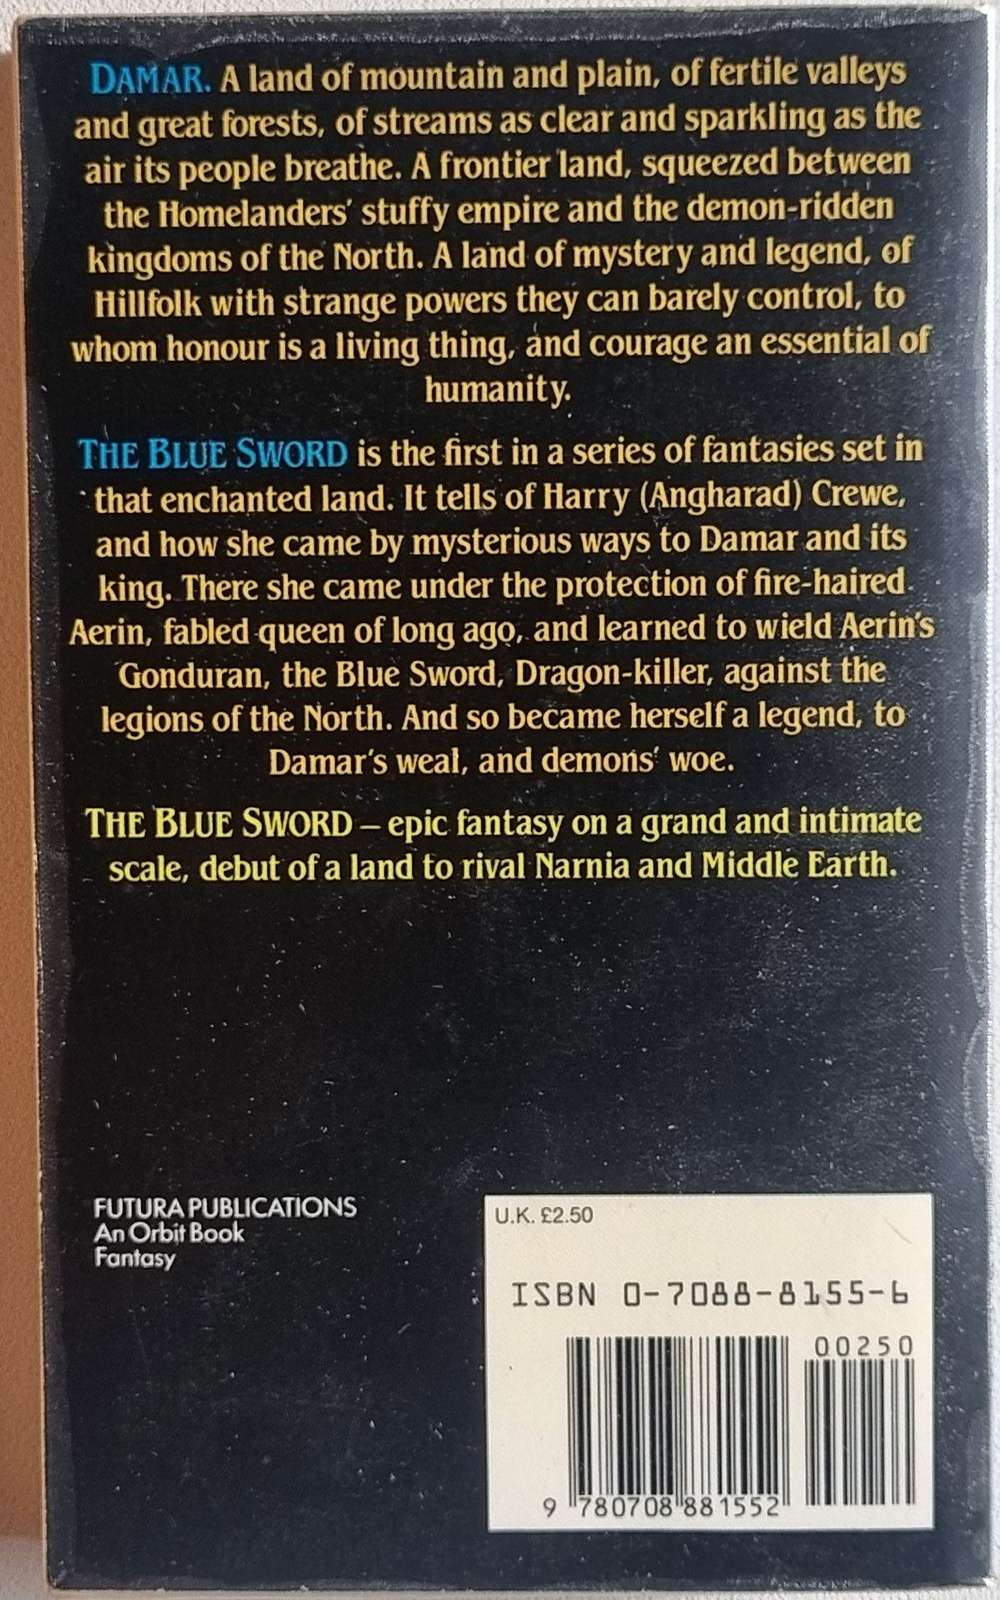 DAMAR. A land of mountain and plain, of fertile valleys
and great forests, of streams as clear and sparkling as the
air its people breathe. A frontier land, squeezed between
the Homelanders' stuffy empire and the demon-ridden
kingdoms of the North. A land of mystery and legend, of
Hillfolk with strange powers they can barely control, to
whom honour is a living thing, and courage an essential of
humanity.
THE BLUE SWORD is the first in a series of fantasies set in
that enchanted land. It tells of Harry (Angharad) Crewe,
and how she came by mysterious ways to Damar and its
king. There she came under the protection of fire-haired
Aerin, fabled queen of long ago, and learned to wield Aerin's
Gonduran, the Blue Sword, Dragon-killer, against the
legions of the North. And so became herself a legend, to
Damar's weal, and demons' woe.
THE BLUE SWORD – epic fantasy on a grand and intimate
scale, debut of a land to rival Narnia and Middle Earth.
FUTURA PUBLICATIONS
An Orbit Book
Fantasy
U.K. £2.50
ISBN 0-7088-8155-6
00250
9 780708 881552